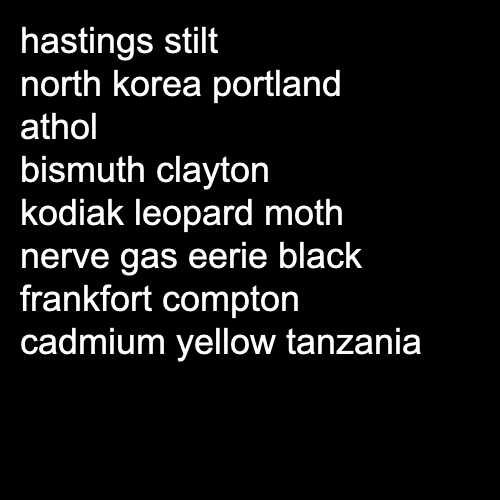 hastings stilt
north korea portland
athol
bismuth clayton
kodiak leopard moth
nerve gas eerie black
frankfort compton
cadmium yellow tanzania